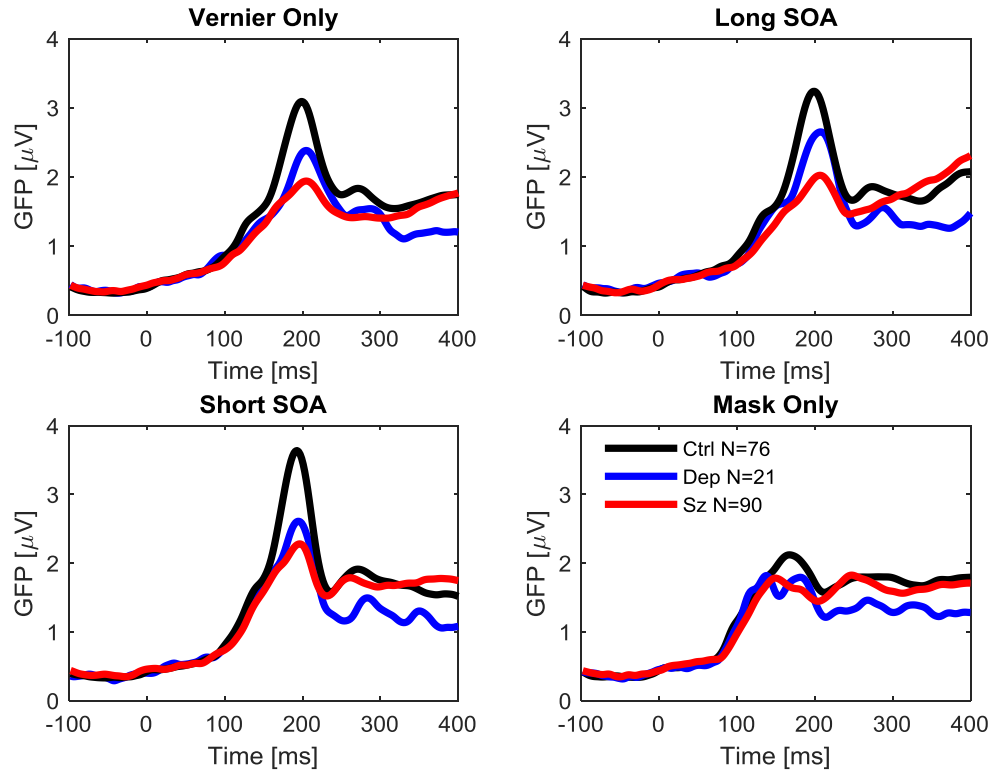 Vernier Only
4
3
2
1
0
GFP [μV]
-100 0 100 200 300 400
Time [ms]
Long SOA
4
3
2
1
0
GFP [μV]
-100 0 100 200 300 400
Time [ms]
Short SOA
4
3
2
1
0
GFP [μV]
-100 0 100 200 300 400
Time [ms]
Mask Only
4
3
2
1
0
GFP [μV]
Ctrl N=76
Dep N=21
Sz N=90
-100 0 100 200 300 400
Time [ms]